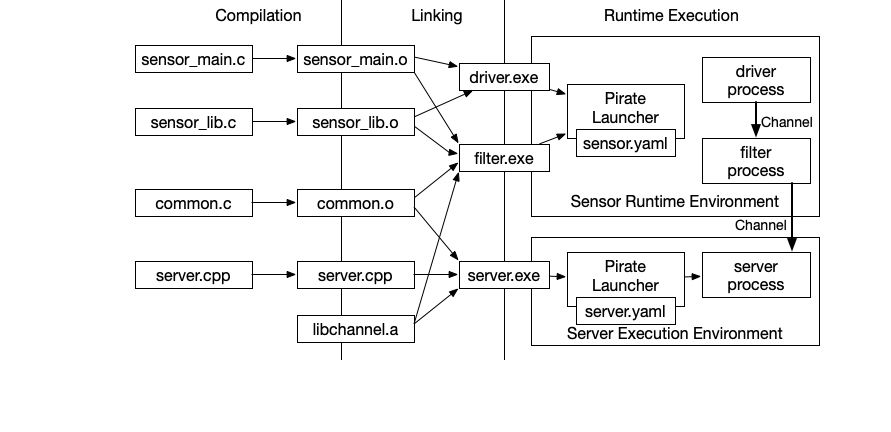 Compilation
Linking
Runtime Execution
sensor_main.c
sensor_main.o
driver.exe
driver
process
Pirate
Launcher
sensor.yaml
Channel
sensor_lib.c
sensor_lib.o
filter.exe
filter
process
Sensor Runtime Environment
common.c
common.o
Channel
server.cpp
server.cpp
server.exe
Pirate
Launcher
server.yaml
server
process
libchannel.a
Server Execution Environment